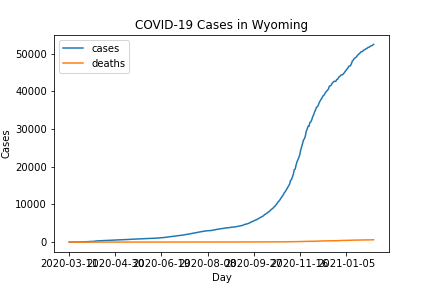 COVID-19 Cases in Wyoming
cases
deaths
50000
40000
30000
20000
10000
0
Cases
2020-03-11 2020-04-30 2020-06-19 2020-08-08 2020-09-27 2020-11-16 2021-01-05
Day